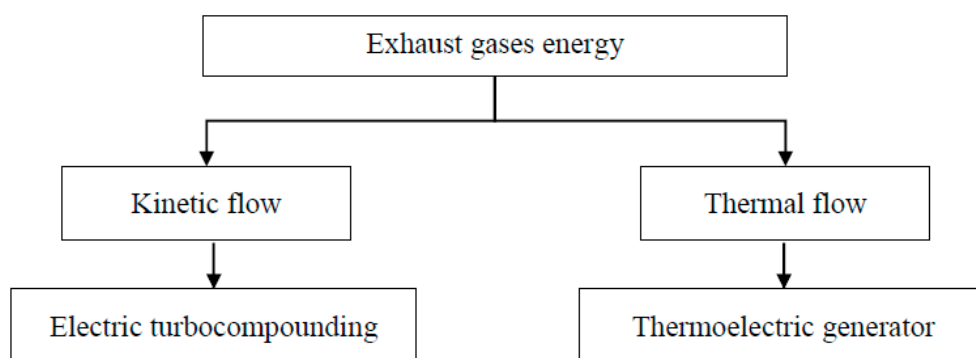 Exhaust gases energy
Kinetic flow
Thermal flow
Electric turbocompounding
Thermoelectric generator